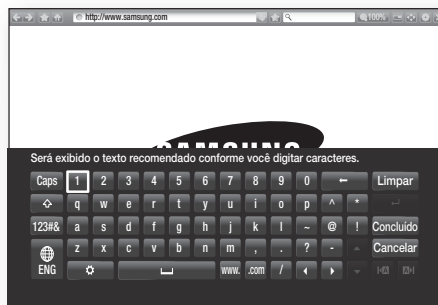 http://www.samsung.com 100%
SAMSUNG
Será exibido o texto recomendado conforme você digitar caracteres.
Caps 1 2 3 4 5 6 7 8 9 0 ← Limpar
q w e r t y u i o p ^ *
123#& a s d f g h j k l ~ @ ! Concluído
z x c v b n m , . ? - Cancelar
ENG www. .com /